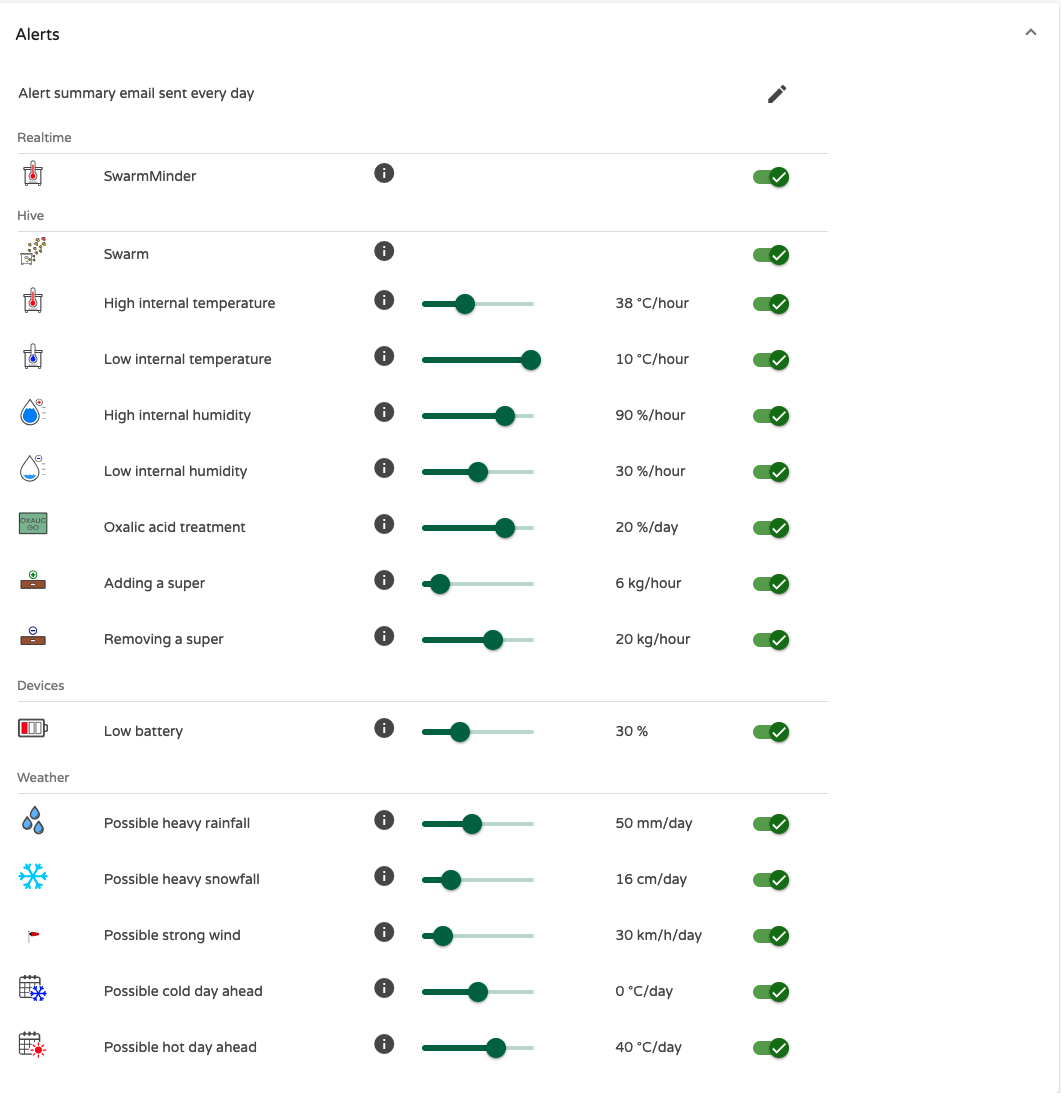 Alerts
Alert summary email sent every day
Realtime
SwarmMinder
Hive
Swarm
High internal temperature 38 °C/hour
Low internal temperature 10 °C/hour
High internal humidity 90 %/hour
Low internal humidity 30 %/hour
OXALIC
GO
Oxalic acid treatment 20 %/day
Adding a super 6 kg/hour
Removing a super 20 kg/hour
Devices
Low battery 30 %
Weather
Possible heavy rainfall 50 mm/day
Possible heavy snowfall 16 cm/day
Possible strong wind 30 km/h/day
Possible cold day ahead 0 °C/day
Possible hot day ahead 40 °C/day